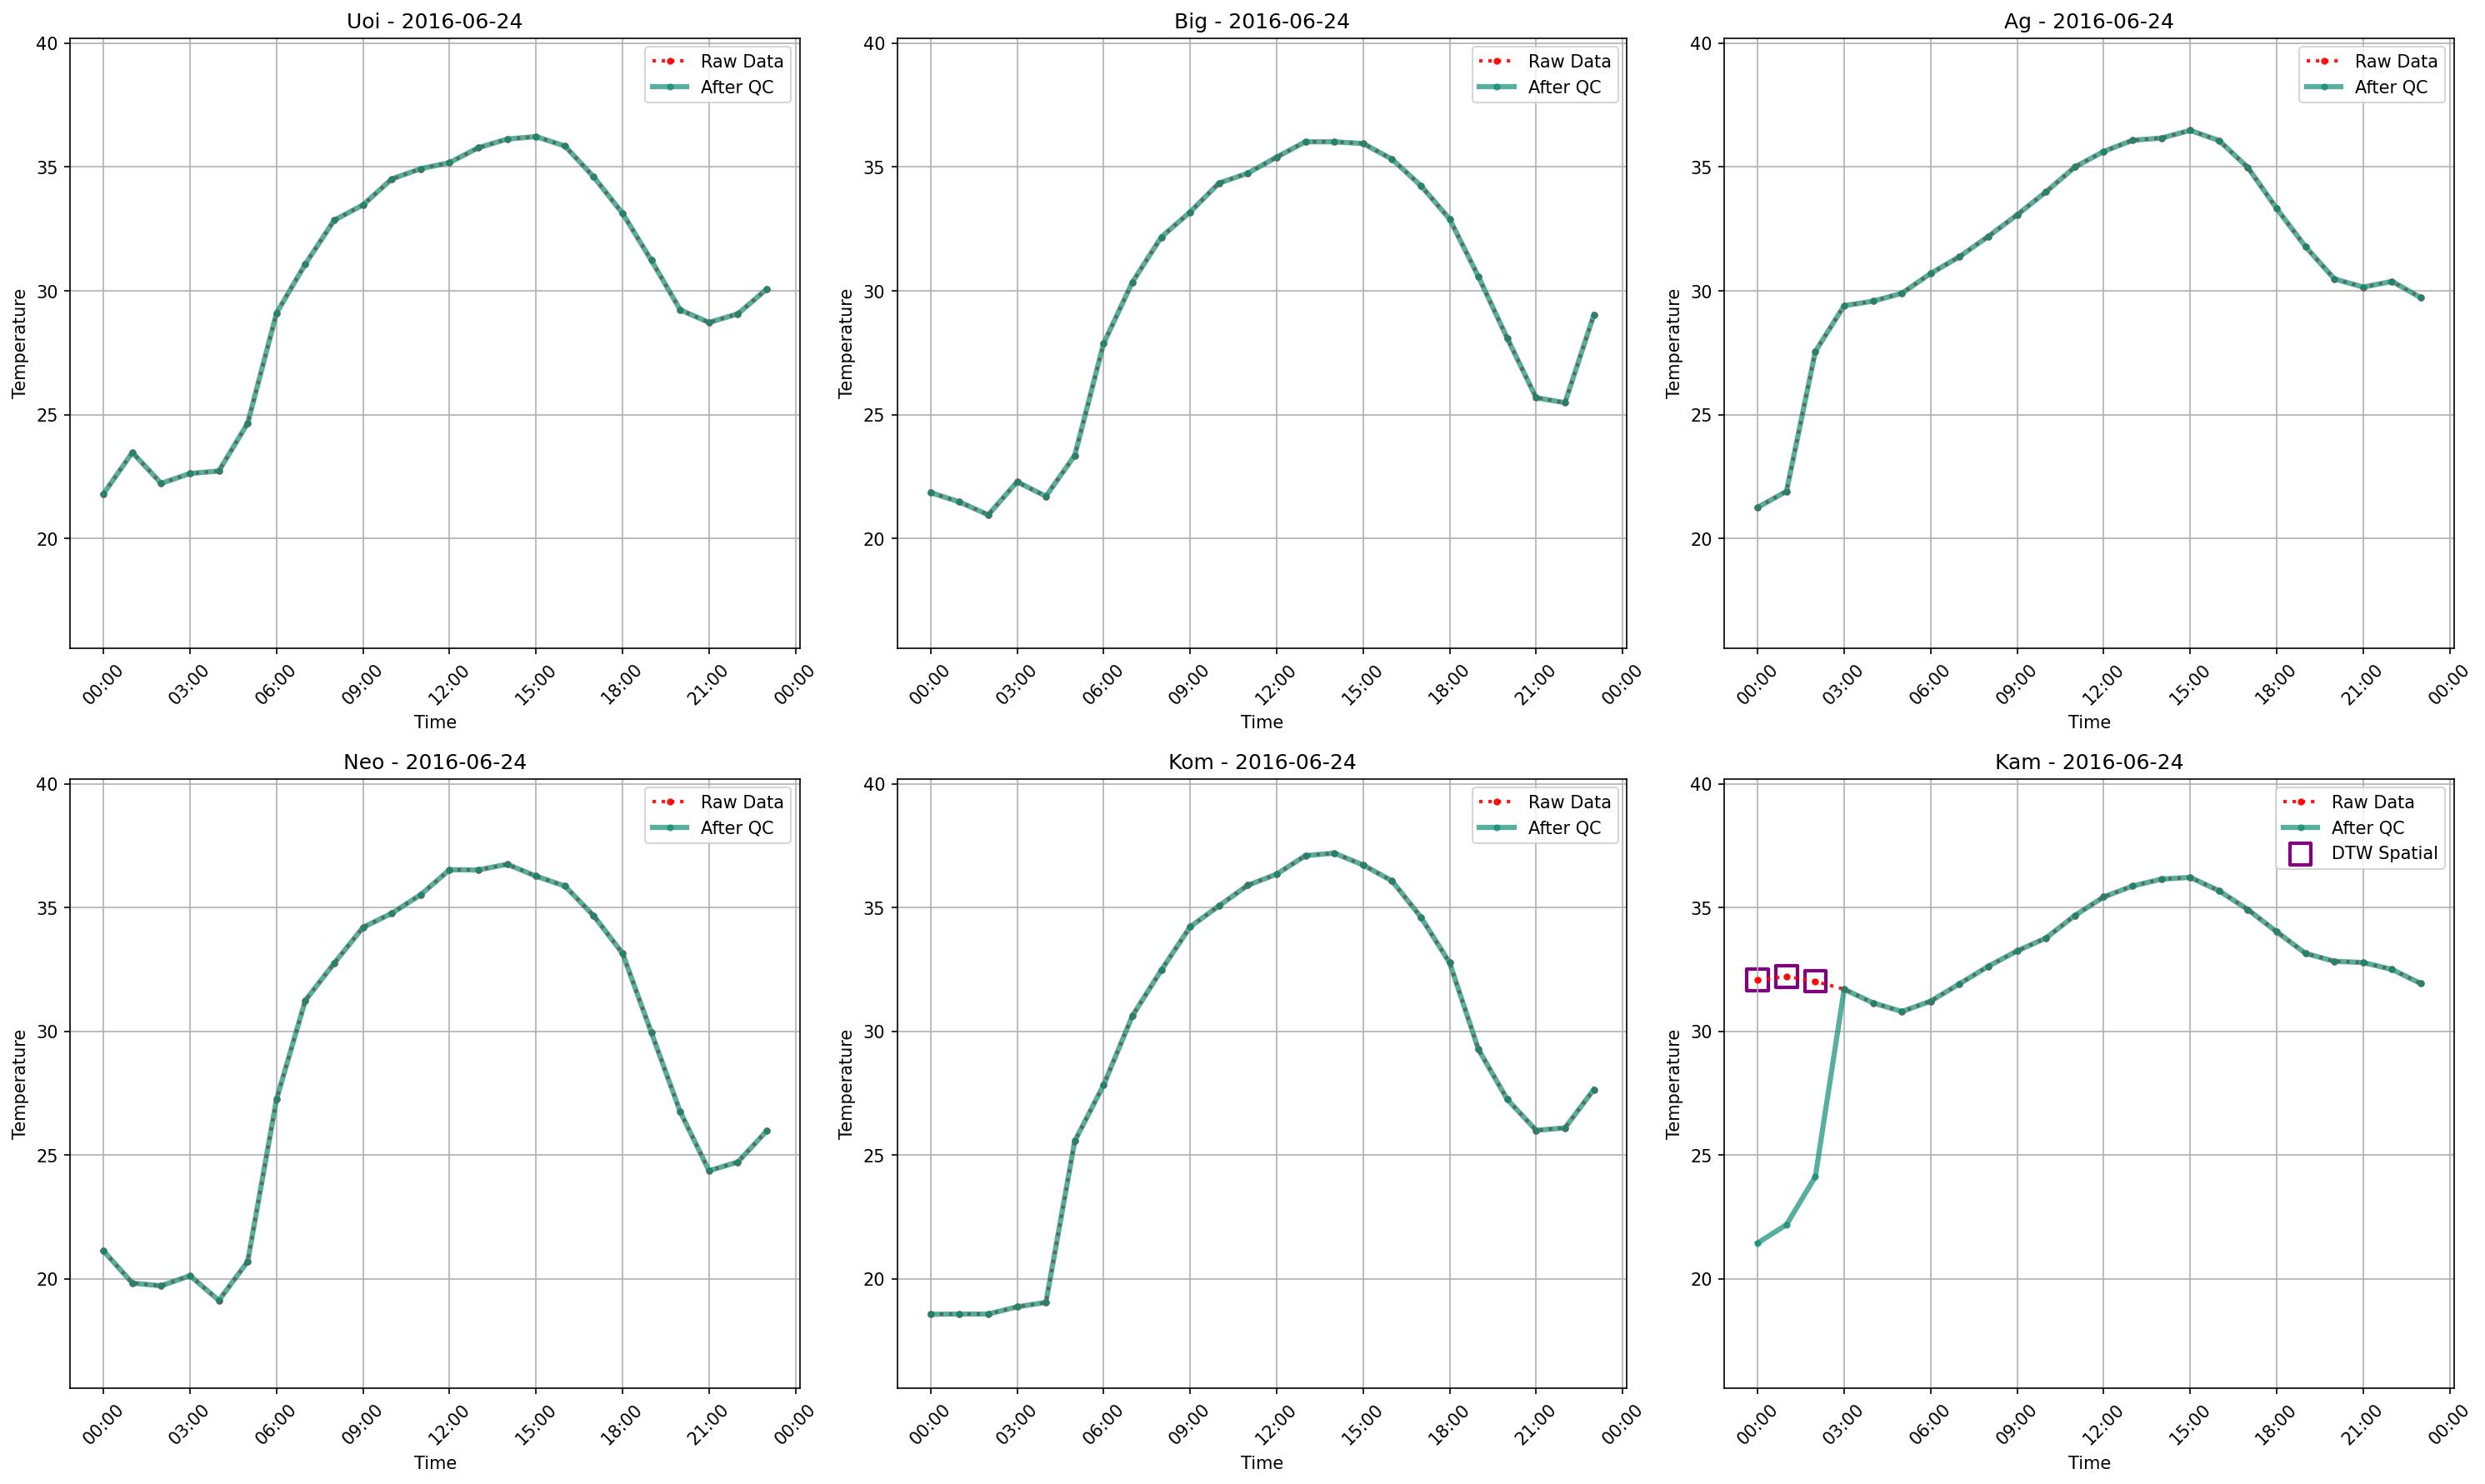 Uoi - 2016-06-24
40
35
30
25
20
Temperature
Raw Data
After QC
00:00
03:00
06:00
09:00
12:00
15:00
18:00
21:00
00:00
Time
Big - 2016-06-24
40
35
30
25
20
Temperature
Raw Data
After QC
00:00
03:00
06:00
09:00
12:00
15:00
18:00
21:00
00:00
Time
Ag - 2016-06-24
40
35
30
25
20
Temperature
Raw Data
After QC
00:00
03:00
06:00
09:00
12:00
15:00
18:00
21:00
00:00
Time
Neo - 2016-06-24
40
35
30
25
20
Temperature
Raw Data
After QC
00:00
03:00
06:00
09:00
12:00
15:00
18:00
21:00
00:00
Time
Kom - 2016-06-24
40
35
30
25
20
Temperature
Raw Data
After QC
00:00
03:00
06:00
09:00
12:00
15:00
18:00
21:00
00:00
Time
Kam - 2016-06-24
40
35
30
25
20
Temperature
Raw Data
After QC
DTW Spatial
00:00
03:00
06:00
09:00
12:00
15:00
18:00
21:00
00:00
Time